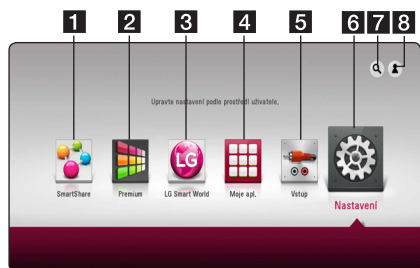 1 2 3 4 5 6 7 8
Upravte nastavení podle prostředí uživatele.
LG
SmartShare Premium LG Smart World Moje apl. Vstup
Nastavení